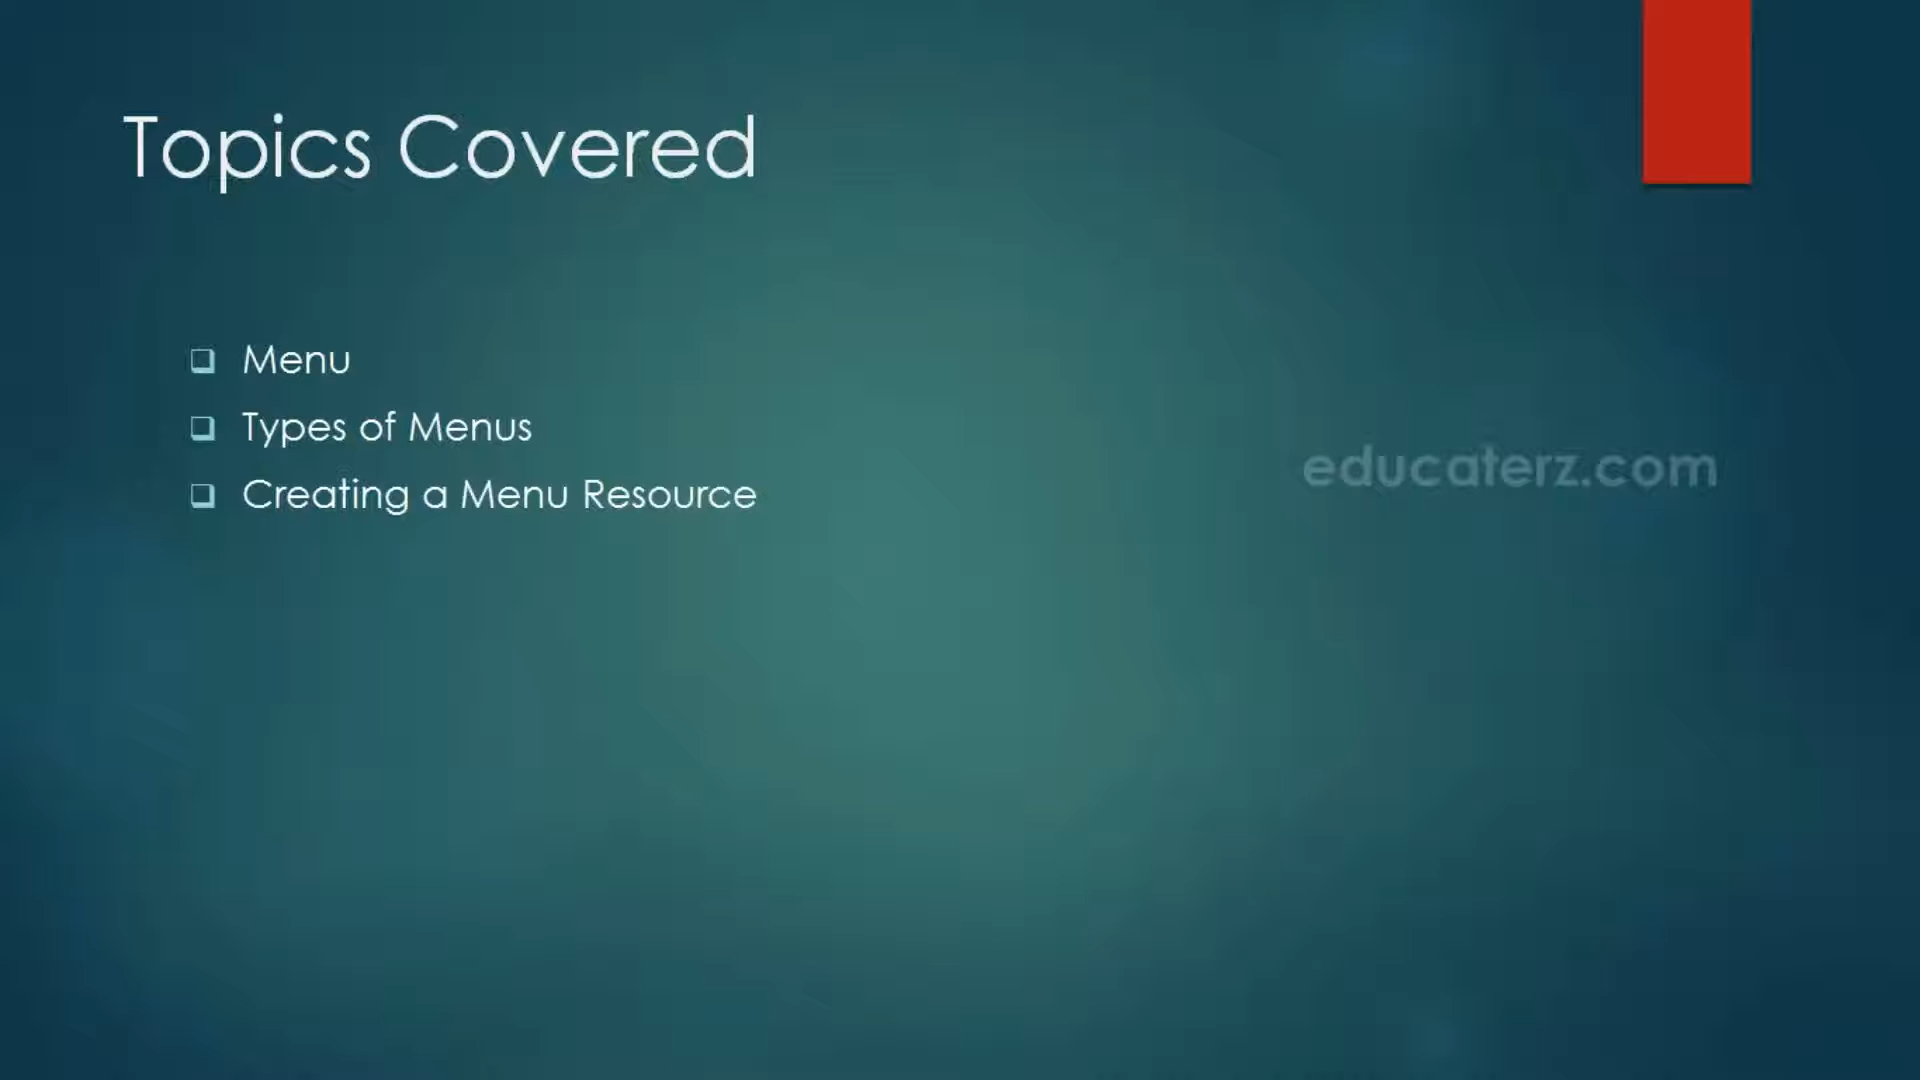 Topics Covered
Menu
Types of Menus
Creating a Menu Resource
educaterz.com